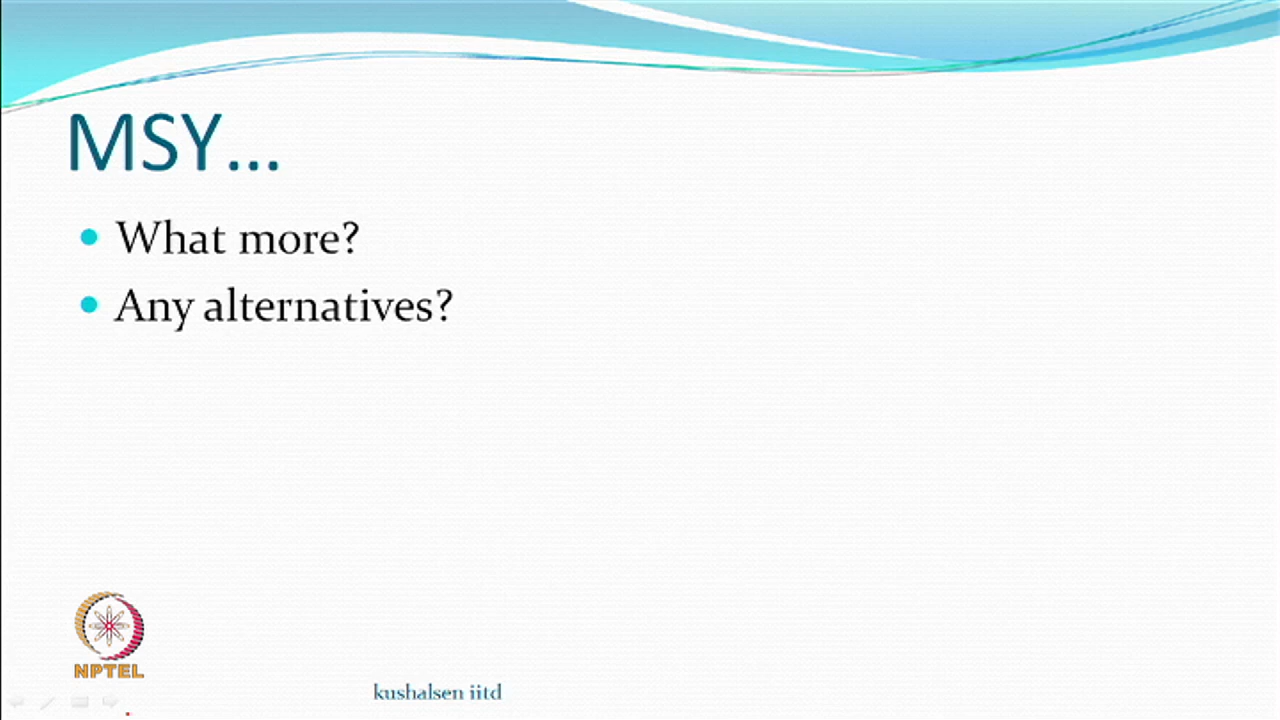 MSY...
What more?
Any alternatives?
NPTEL
kushalsen iitd